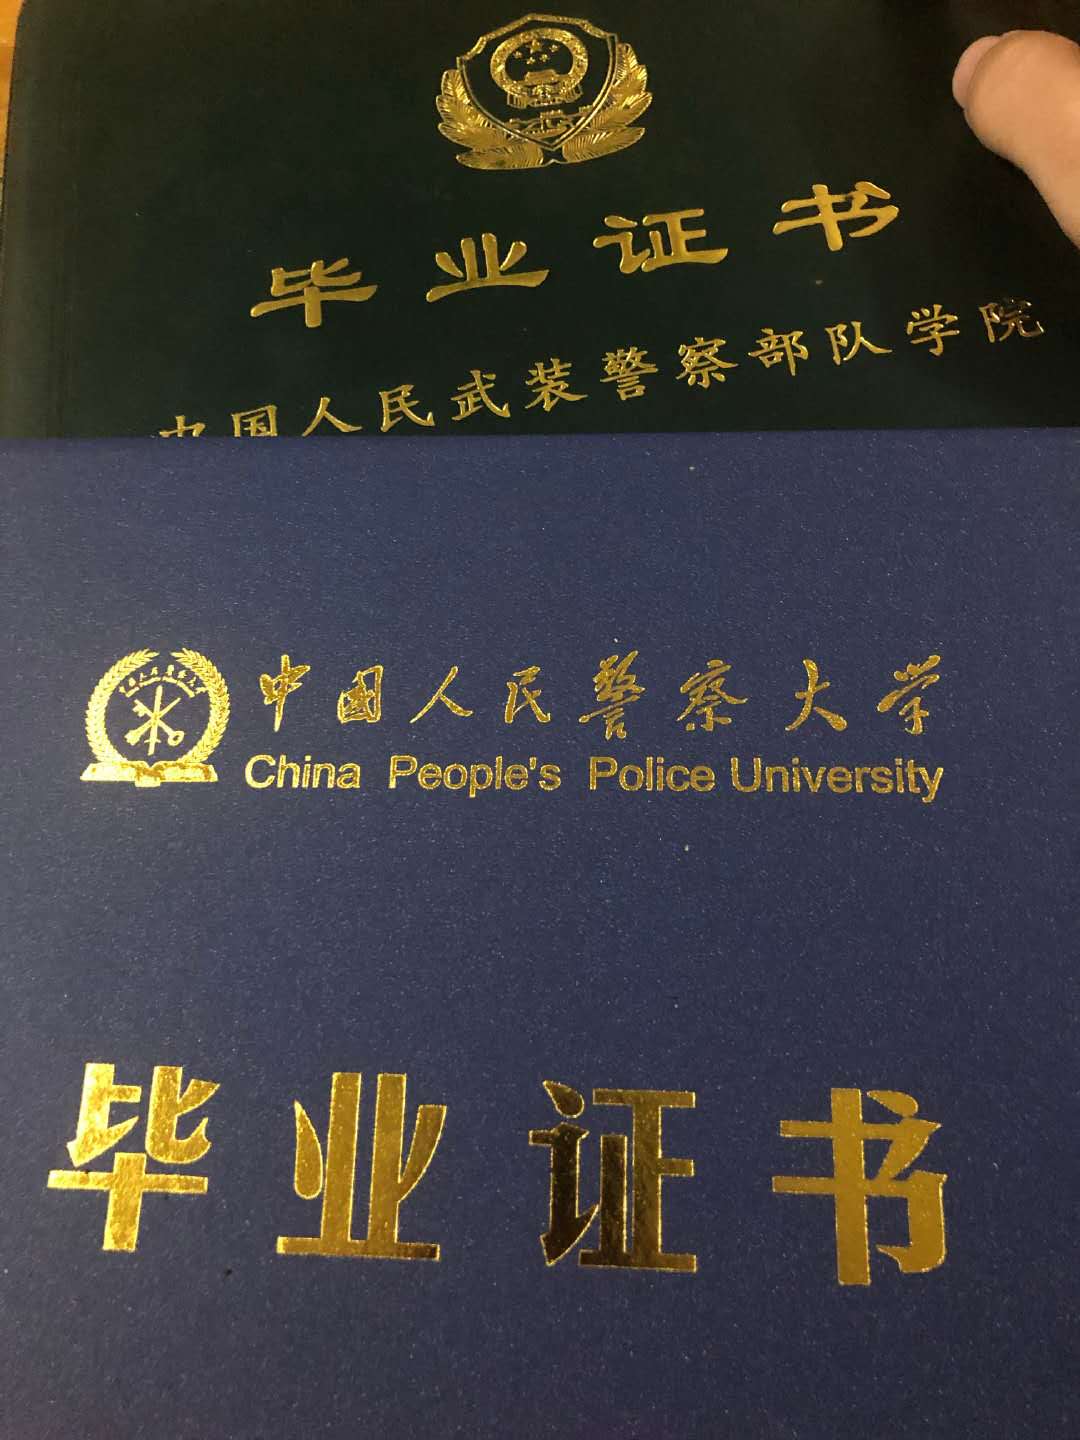 毕业证书
中国人民武装警察部队学院
中国人民警察大学
China People's Police University
毕业证书